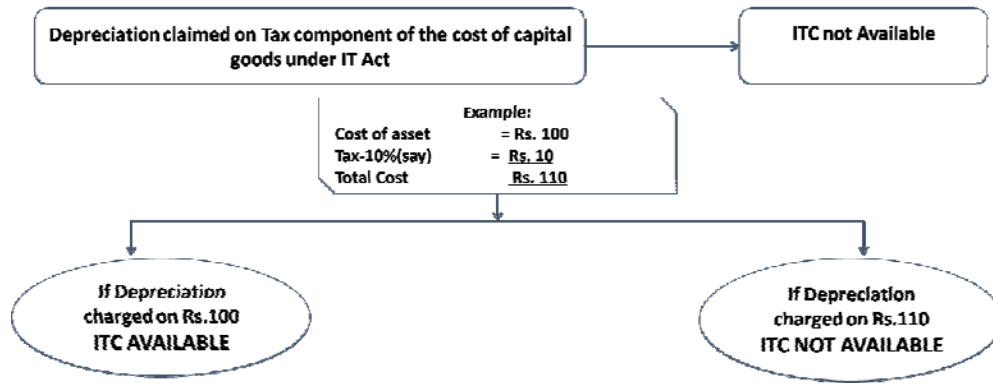 Depreciation claimed on Tax component of the cost of capital
goods under IT Act
ITC not Available
Example:
Cost of asset = Rs. 100
Tax-10%(say) = Rs. 10
Total Cost Rs. 110
If Depreciation
charged on Rs.100
ITC AVAILABLE
If Depreciation
charged on Rs.110
ITC NOT AVAILABLE